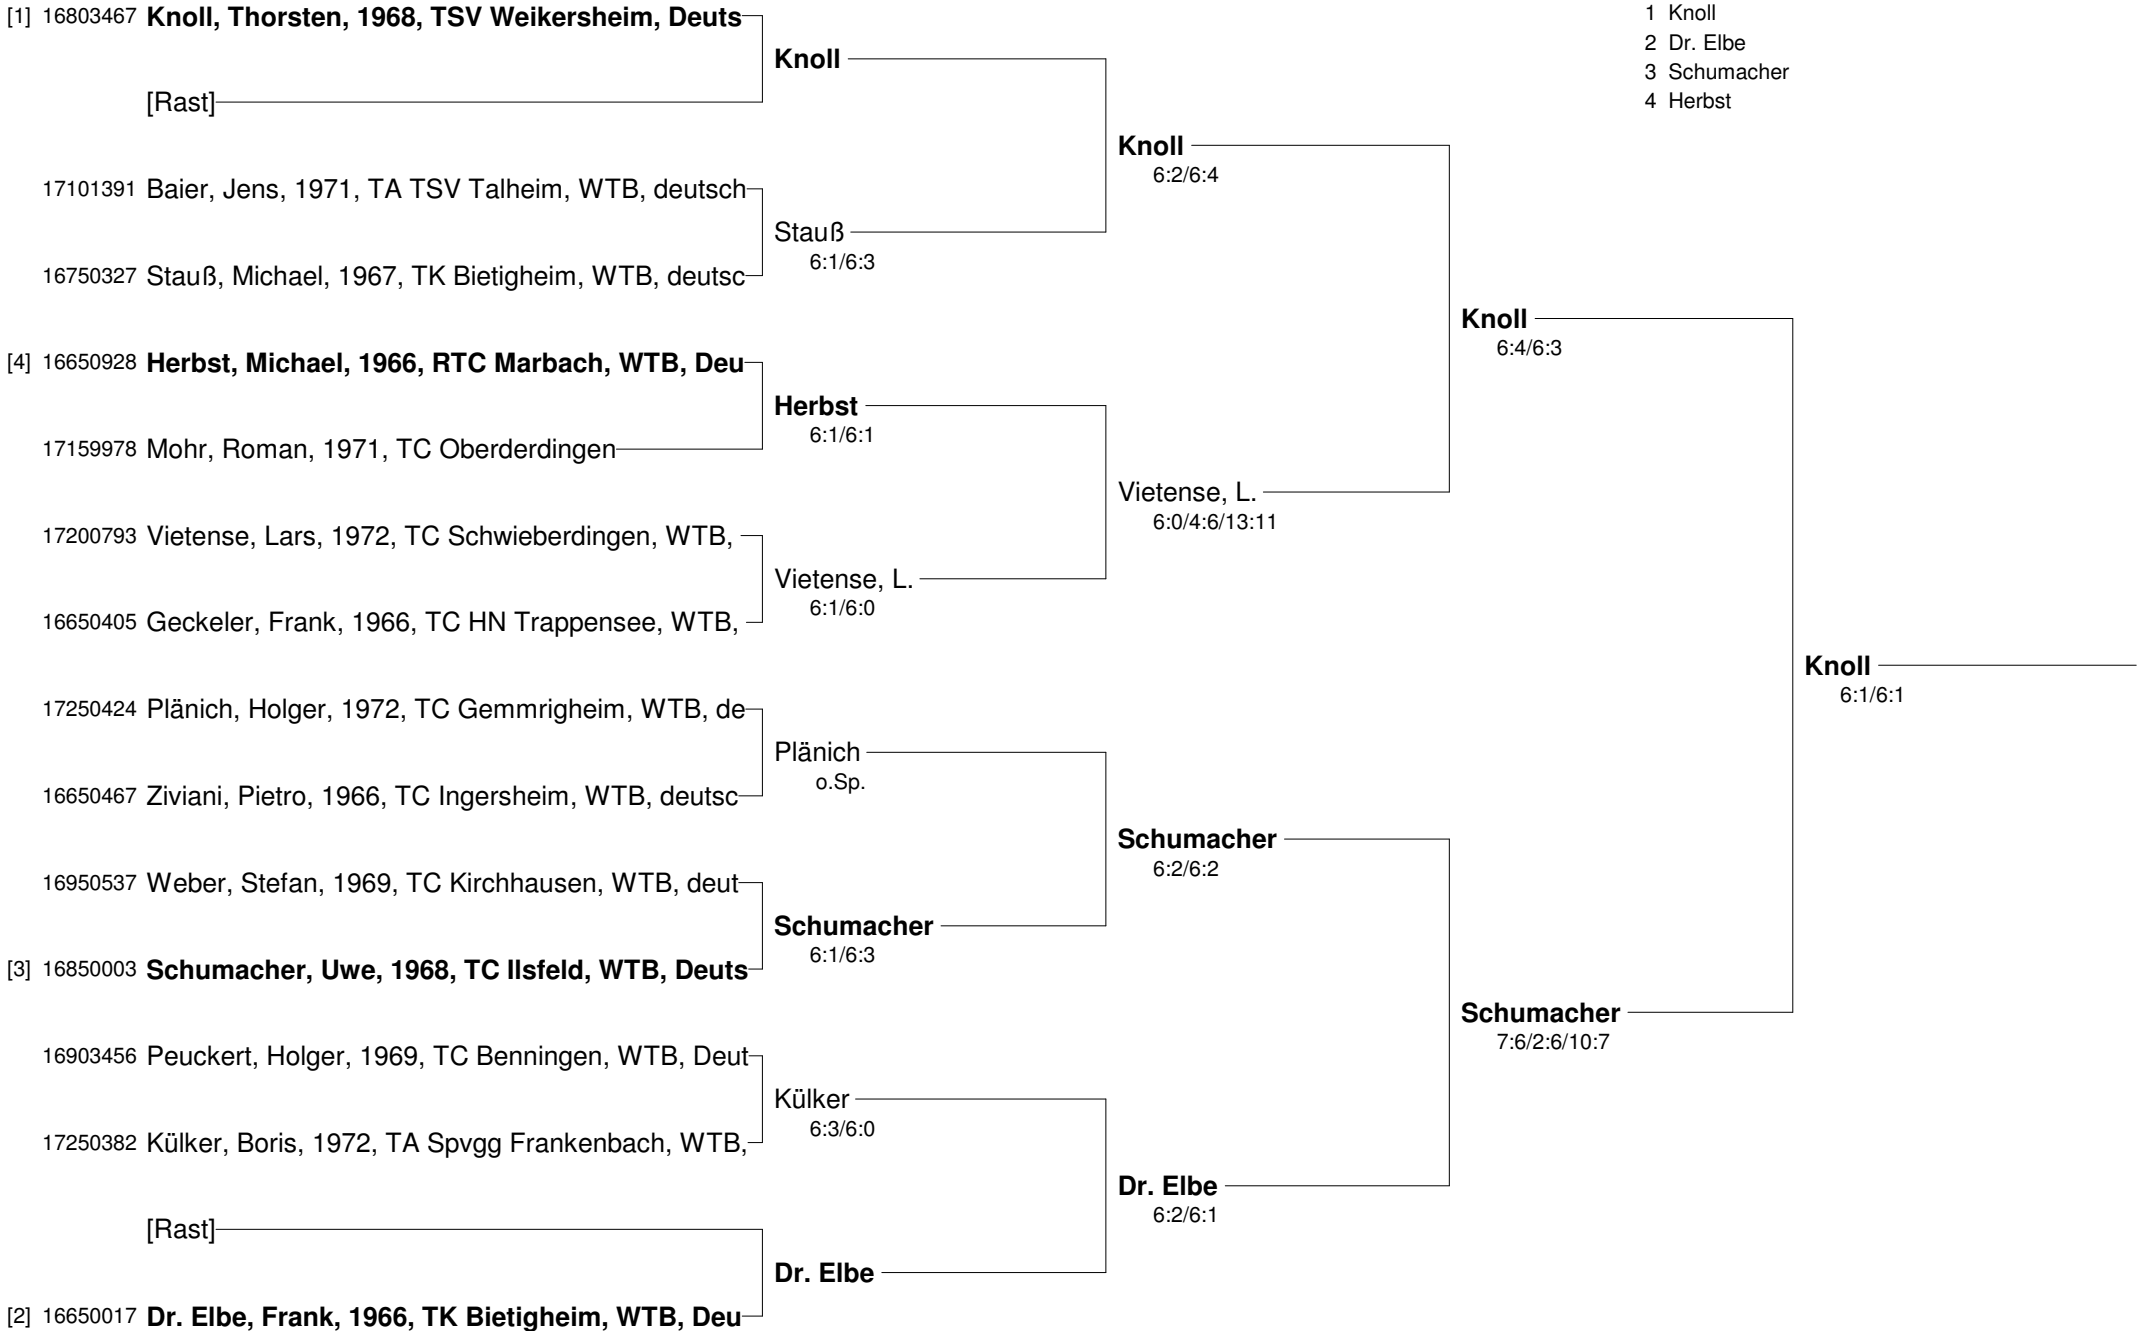 [1] 16803467 Knoll, Thorsten, 1968, TSV Weikersheim, Deuts
[Rast]
17101391 Baier, Jens, 1971, TA TSV Talheim, WTB, deutsch
16750327 Stauß, Michael, 1967, TK Bietigheim, WTB, deutsc
[4] 16650928 Herbst, Michael, 1966, RTC Marbach, WTB, Deu
17159978 Mohr, Roman, 1971, TC Oberderdingen
17200793 Vietense, Lars, 1972, TC Schwieberdingen, WTB,
16650405 Geckeler, Frank, 1966, TC HN Trappensee, WTB,
17250424 Plänich, Holger, 1972, TC Gemmrigheim, WTB, de
16650467 Ziviani, Pietro, 1966, TC Ingersheim, WTB, deutsc
16950537 Weber, Stefan, 1969, TC Kirchhausen, WTB, deut
[3] 16850003 Schumacher, Uwe, 1968, TC Ilsfeld, WTB, Deuts
16903456 Peuckert, Holger, 1969, TC Benningen, WTB, Deut
17250382 Külker, Boris, 1972, TA Spvgg Frankenbach, WTB,
[Rast]
[2] 16650017 Dr. Elbe, Frank, 1966, TK Bietigheim, WTB, Deu
Knoll
Stauß
6:1/6:3
Herbst
6:1/6:1
Vietense, L.
6:1/6:0
Plänich
o.Sp.
Schumacher
6:1/6:3
Külker
6:3/6:0
Dr. Elbe
Knoll
6:2/6:4
Vietense, L.
6:0/4:6/13:11
Schumacher
6:2/6:2
Dr. Elbe
6:2/6:1
Knoll
6:4/6:3
Schumacher
7:6/2:6/10:7
Knoll
6:1/6:1
1 Knoll
2 Dr. Elbe
3 Schumacher
4 Herbst